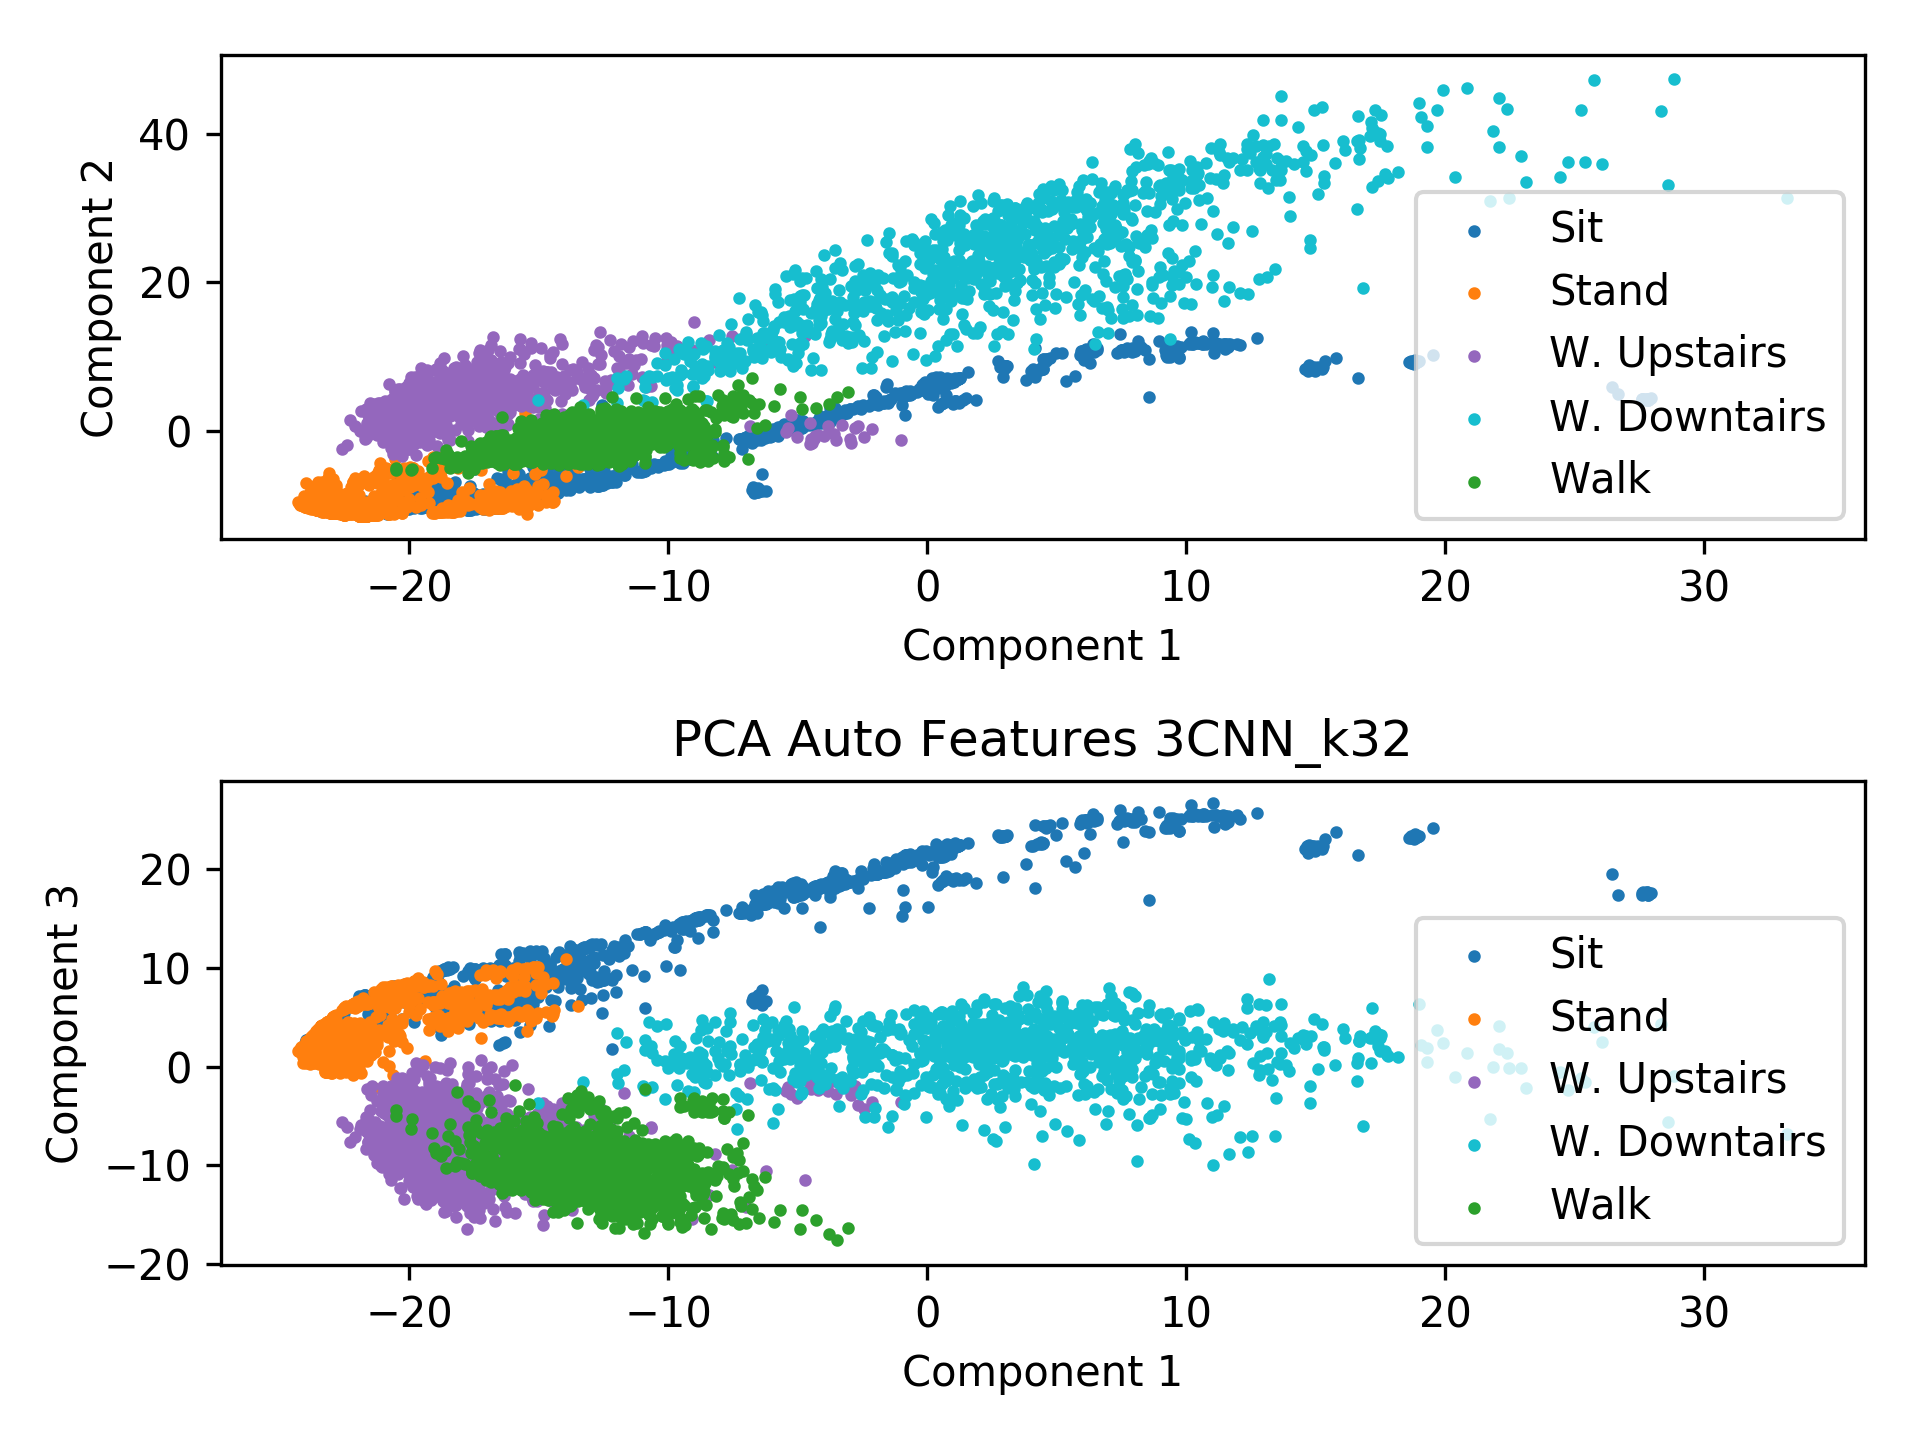 40
20
0
Component 2
Sit
Stand
W. Upstairs
W. Downtairs
Walk
−20 −10 0 10 20 30
Component 1
PCA Auto Features 3CNN_k32
20
10
0
−10
−20
Component 3
Sit
Stand
W. Upstairs
W. Downtairs
Walk
−20 −10 0 10 20 30
Component 1